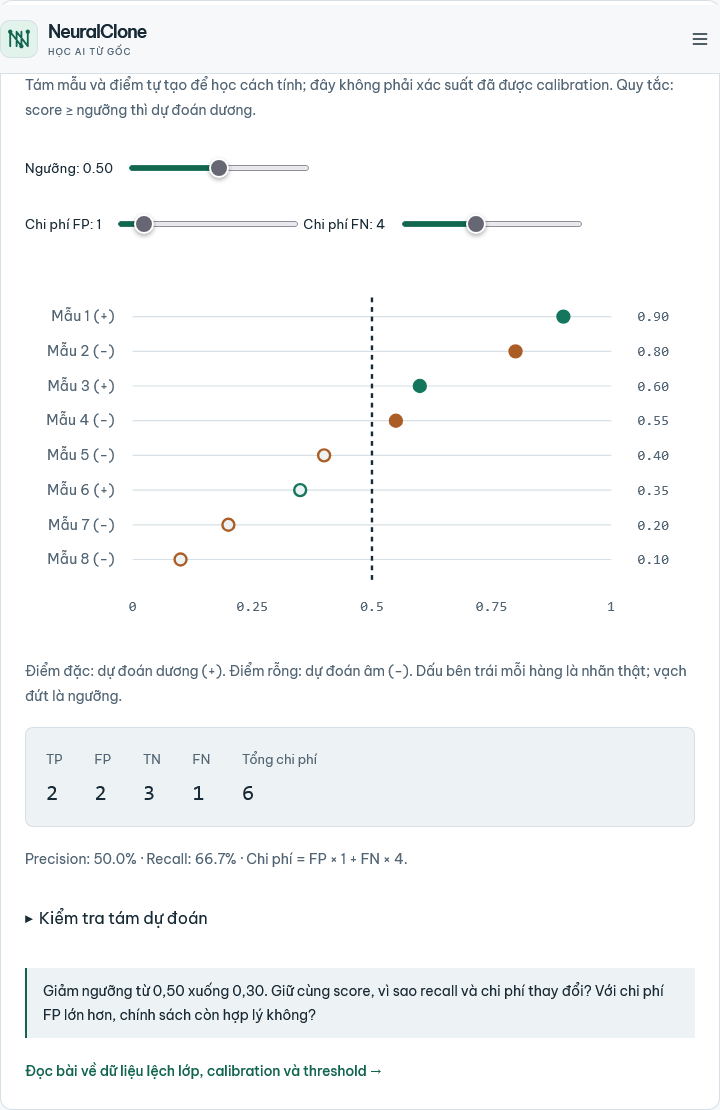 NeuralClone
HỌC AI TỪ GỐC
Tám mẫu và điểm tự tạo để học cách tính; đây không phải xác suất đã được calibration. Quy tắc:
score ≥ ngưỡng thì dự đoán dương.
Ngưỡng: 0.50
Chi phí FP: 1 Chi phí FN: 4
Mẫu 1 (+) 0.90
Mẫu 2 (−) 0.80
Mẫu 3 (+) 0.60
Mẫu 4 (−) 0.55
Mẫu 5 (−) 0.40
Mẫu 6 (+) 0.35
Mẫu 7 (−) 0.20
Mẫu 8 (−) 0.10
0 0.25 0.5 0.75 1
Điểm đặc: dự đoán dương (+). Điểm rỗng: dự đoán âm (−). Dấu bên trái mỗi hàng là nhãn thật; vạch
đứt là ngưỡng.
TP FP TN FN Tổng chi phí
2 2 3 1 6
Precision: 50.0% · Recall: 66.7% · Chi phí = FP × 1 + FN × 4.
▸ Kiểm tra tám dự đoán
Giảm ngưỡng từ 0,50 xuống 0,30. Giữ cùng score, vì sao recall và chi phí thay đổi? Với chi phí
FP lớn hơn, chính sách còn hợp lý không?
Đọc bài về dữ liệu lệch lớp, calibration và threshold →